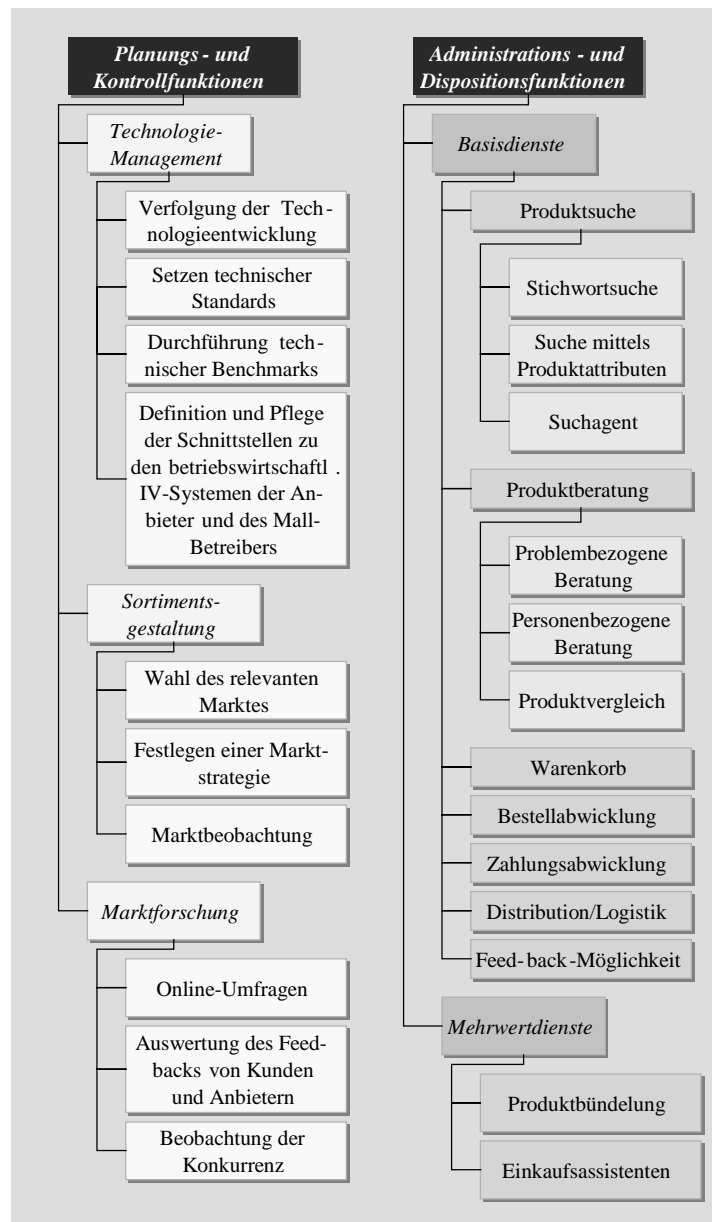 Planungs - und
Kontrollfunktionen
Technologie-
Management
Verfolgung der Tech-
nologieentwicklung
Setzen technischer
Standards
Durchführung tech-
nischer Benchmarks
Definition und Pflege
der Schnittstellen zu
den betriebswirtschaftl .
IV-Systemen der An-
bieter und des Mall-
Betreibers
Sortiments-
gestaltung
Wahl des relevanten
Marktes
Festlegen einer Markt-
strategie
Marktbeobachtung
Marktforschung
Online-Umfragen
Auswertung des Feed-
backs von Kunden
und Anbietern
Beobachtung der
Konkurrenz
Administrations - und
Dispositionsfunktionen
Basisdienste
Produktsuche
Stichwortsuche
Suche mittels
Produktattributen
Suchagent
Produktberatung
Problembezogene
Beratung
Personenbezogene
Beratung
Produktvergleich
Warenkorb
Bestellabwicklung
Zahlungsabwicklung
Distribution/Logistik
Feed-back-Möglichkeit
Mehrwertdienste
Produktbündelung
Einkaufsassistenten